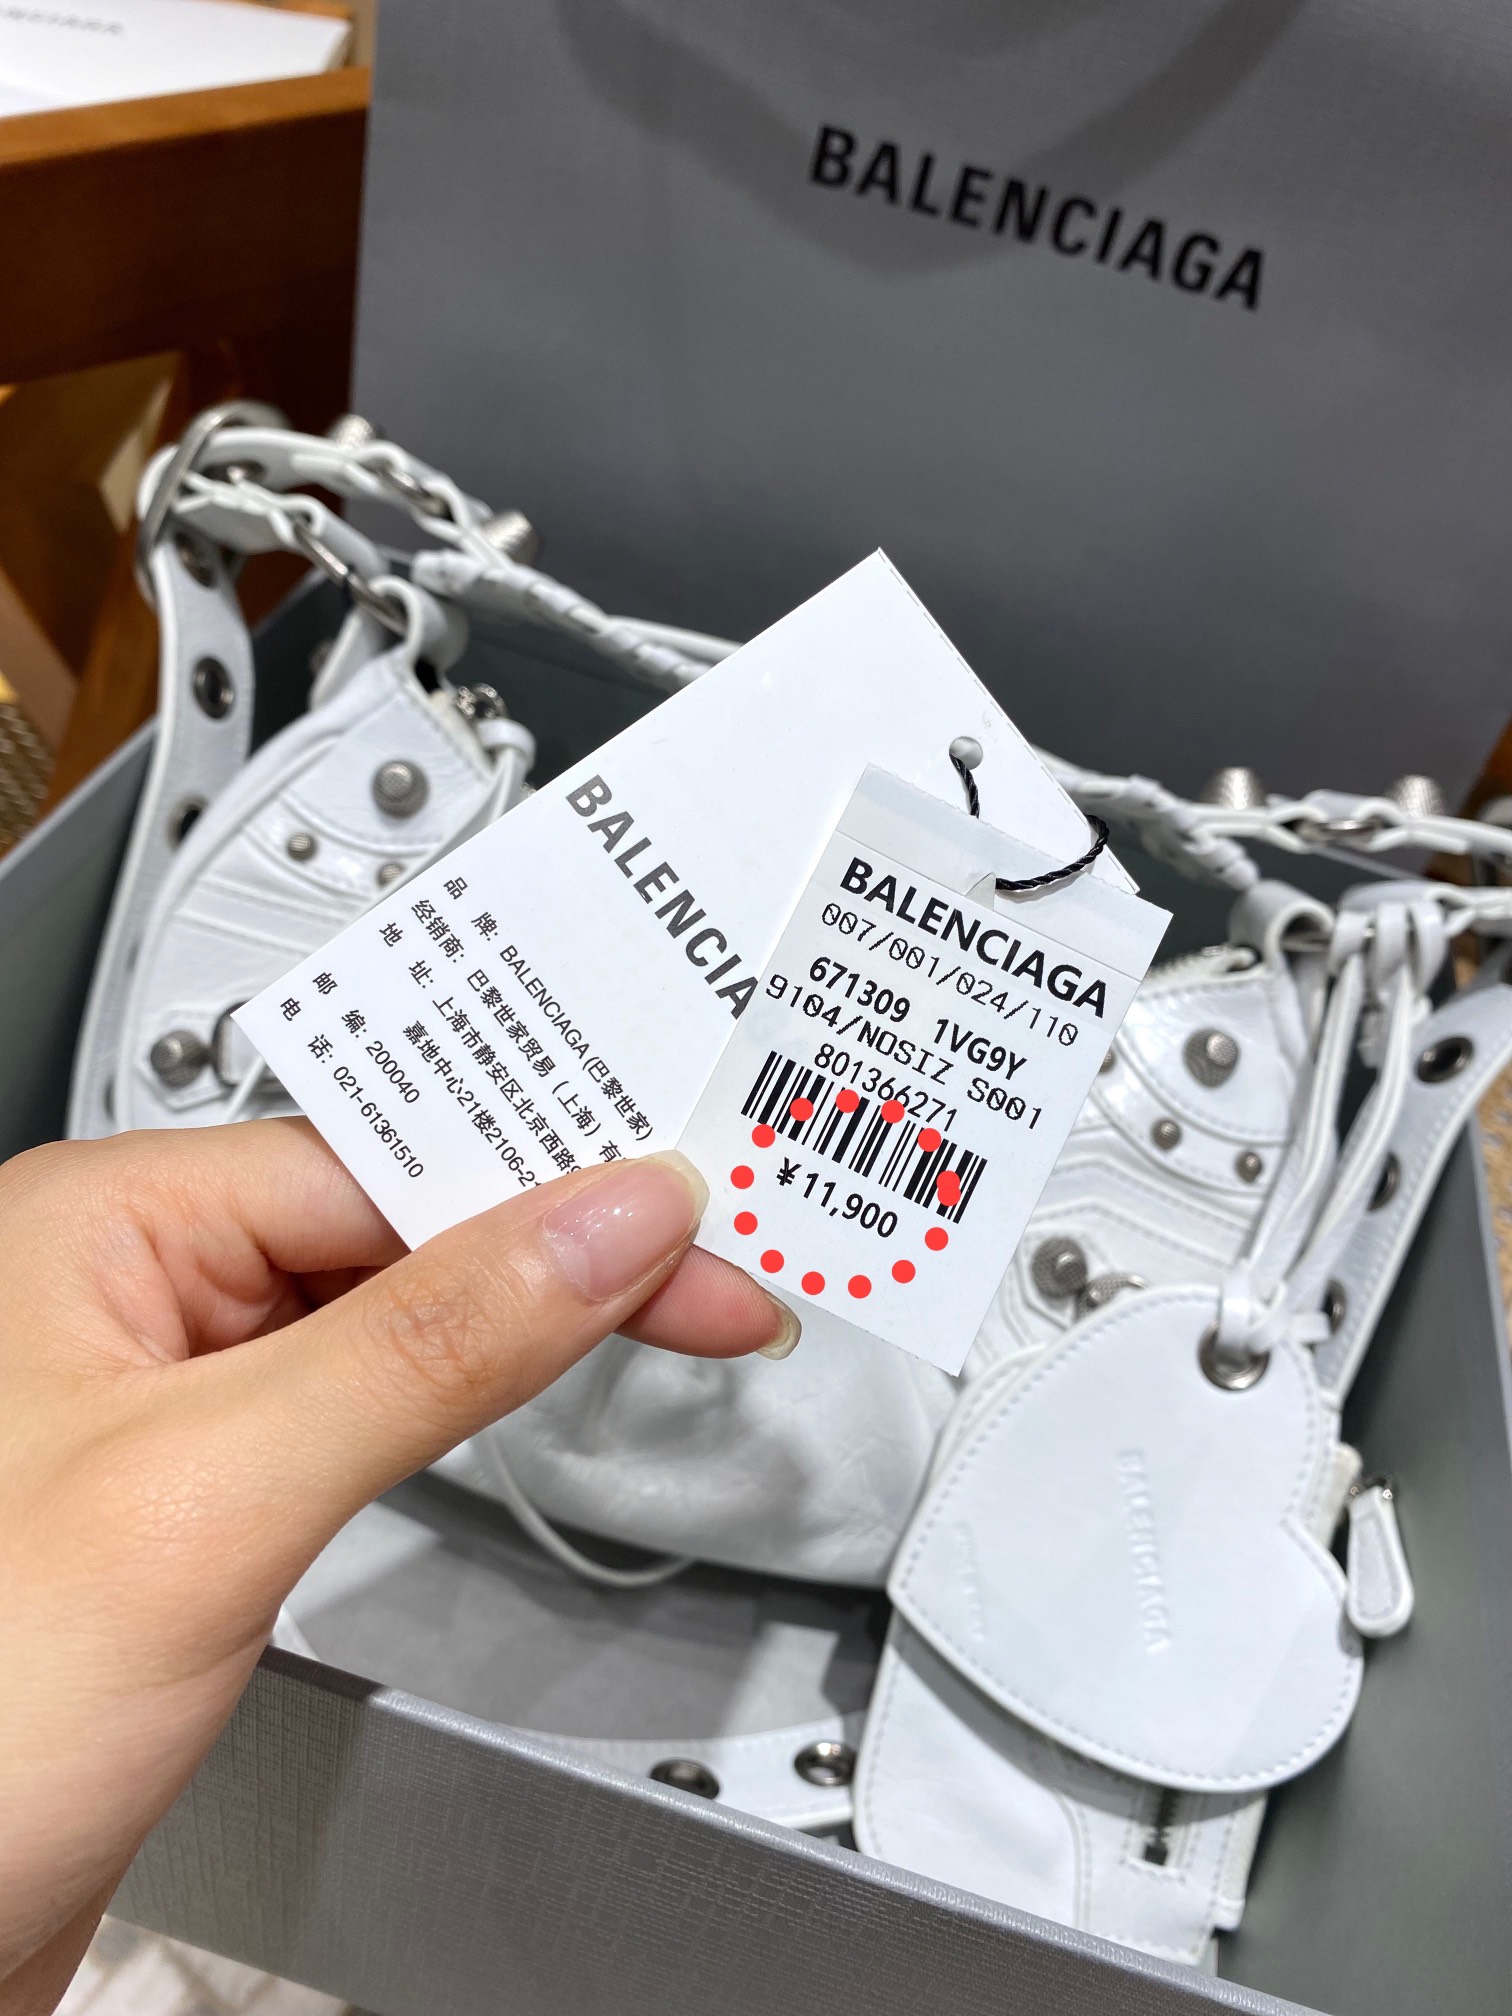 BALENCIAGA
BALENCIAGA
BALENCIA
品 牌: BALENCIAGA(巴黎世家)
经销商: 巴黎世家贸易(上海)有
地 址: 上海市静安区北京西路
嘉地中心21楼2106-21
邮 编: 200040
电 话: 021-61361510
BALENCIAGA
007/001/024/110
671309 1VG9Y
9104/NOSIZ S001
801366271
¥11,900
BALENCIAGA